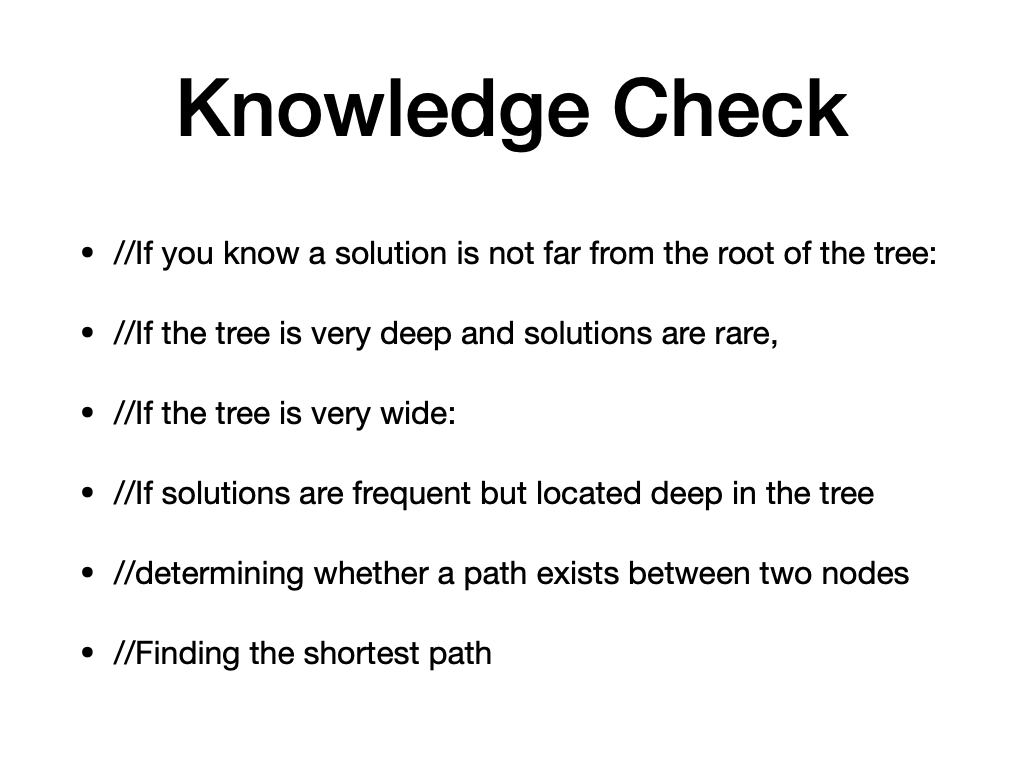 Knowledge Check
• //If you know a solution is not far from the root of the tree:
• //If the tree is very deep and solutions are rare,
• //If the tree is very wide:
• //If solutions are frequent but located deep in the tree
• //determining whether a path exists between two nodes
• //Finding the shortest path